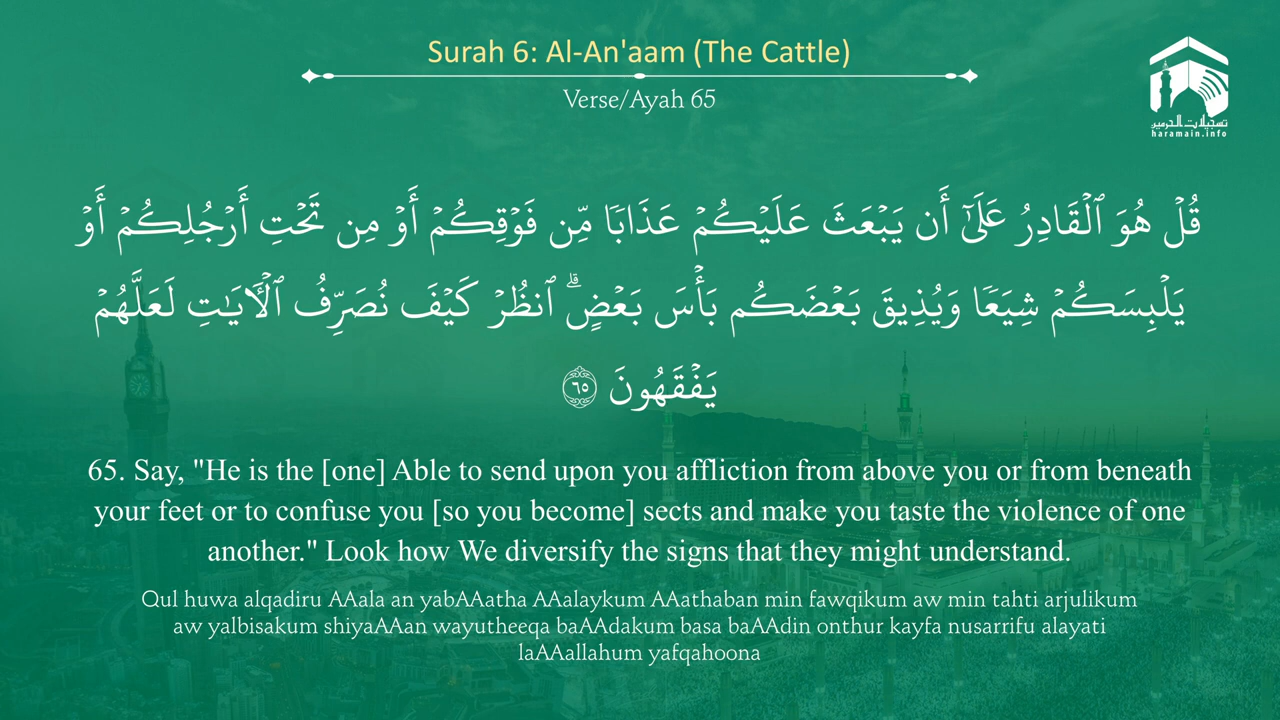 Surah 6: Al-An'aam (The Cattle)
Verse/Ayah 65
تسجيلات الحرمين
haramain.info
قُلۡ هُوَ ٱلۡقَادِرُ عَلَىٰٓ أَن يَبۡعَثَ عَلَيۡكُمۡ عَذَابٗا مِّن فَوۡقِكُمۡ أَوۡ مِن تَحۡتِ أَرۡجُلِكُمۡ أَوۡ
يَلۡبِسَكُمۡ شِيَعٗا وَيُذِيقَ بَعۡضَكُم بَأۡسَ بَعۡضٍۗ ٱنظُرۡ كَيۡفَ نُصَرِّفُ ٱلۡأٓيَٰتِ لَعَلَّهُمۡ
يَفۡقَهُونَ ٦٥
65. Say, "He is the [one] Able to send upon you affliction from above you or from beneath
your feet or to confuse you [so you become] sects and make you taste the violence of one
another." Look how We diversify the signs that they might understand.
Qul huwa alqadiru AAala an yabAAatha AAalaykum AAathaban min fawqikum aw min tahti arjulikum
aw yalbisakum shiyaAAan wayutheeqa baAAdakum basa baAAdin onthur kayfa nusarrifu alayati
laAAallahum yafqahoona